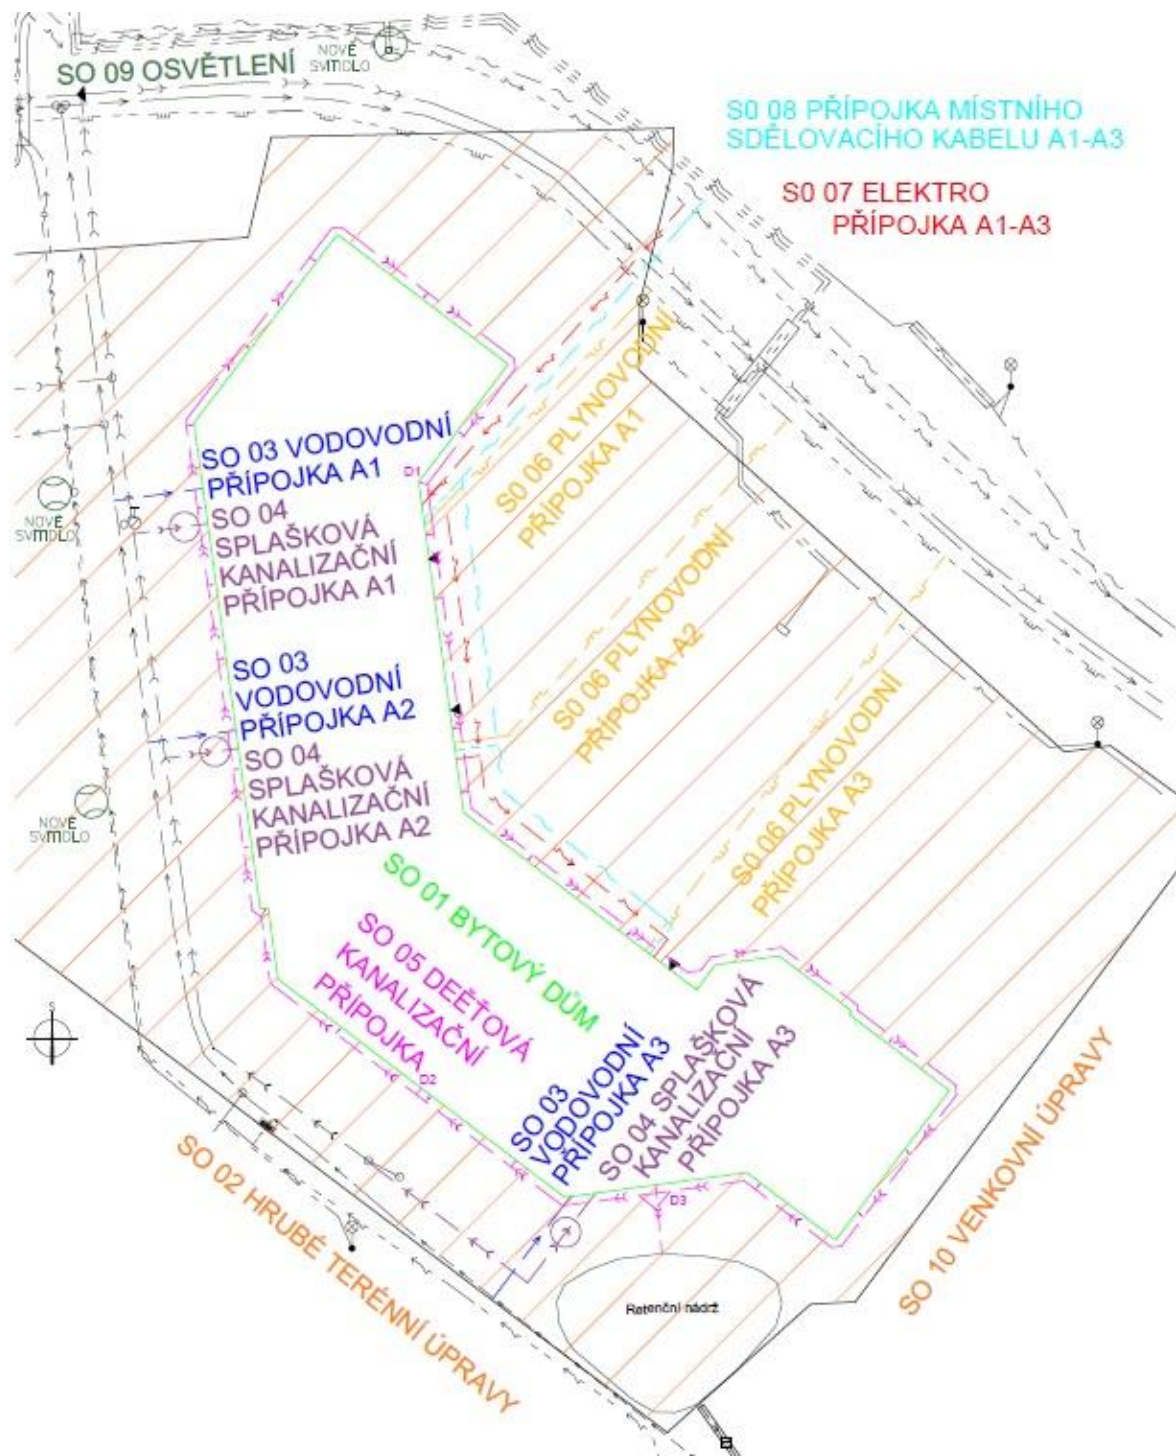 NOVÉ
SVÍTIDLO
SO 09 OSVĚTLENÍ
S0 08 PŘÍPOJKA MÍSTNÍHO
SDĚLOVACÍHO KABELU A1-A3
S0 07 ELEKTRO
PŘÍPOJKA A1-A3
SO 03 VODOVODNÍ
PŘÍPOJKA A1
D1
S0 06 PLYNOVODNÍ
PŘÍPOJKA A1
NOVÉ
SVÍTIDLO
SO 04
SPLAŠKOVÁ
KANALIZAČNÍ
PŘÍPOJKA A1
S0 06 PLYNOVODNÍ
PŘÍPOJKA A2
SO 03
VODOVODNÍ
PŘÍPOJKA A2
S0 06 PLYNOVODNÍ
PŘÍPOJKA A3
SO 04
SPLAŠKOVÁ
KANALIZAČNÍ
PŘÍPOJKA A2
NOVÉ
SVÍTIDLO
SO 01 BYTOVÝ DŮM
SO 05 DEĚŤOVÁ
KANALIZAČNÍ
PŘÍPOJKA
D2
S
SO 03
VODOVODNÍ
PŘÍPOJKA A3
SO 04 SPLAŠKOVÁ
KANALIZAČNÍ
PŘÍPOJKA A3
D3
SO 10 VENKOVNÍ ÚPRAVY
SO 02 HRUBÉ TERÉNNÍ ÚPRAVY
Retenční nádrž